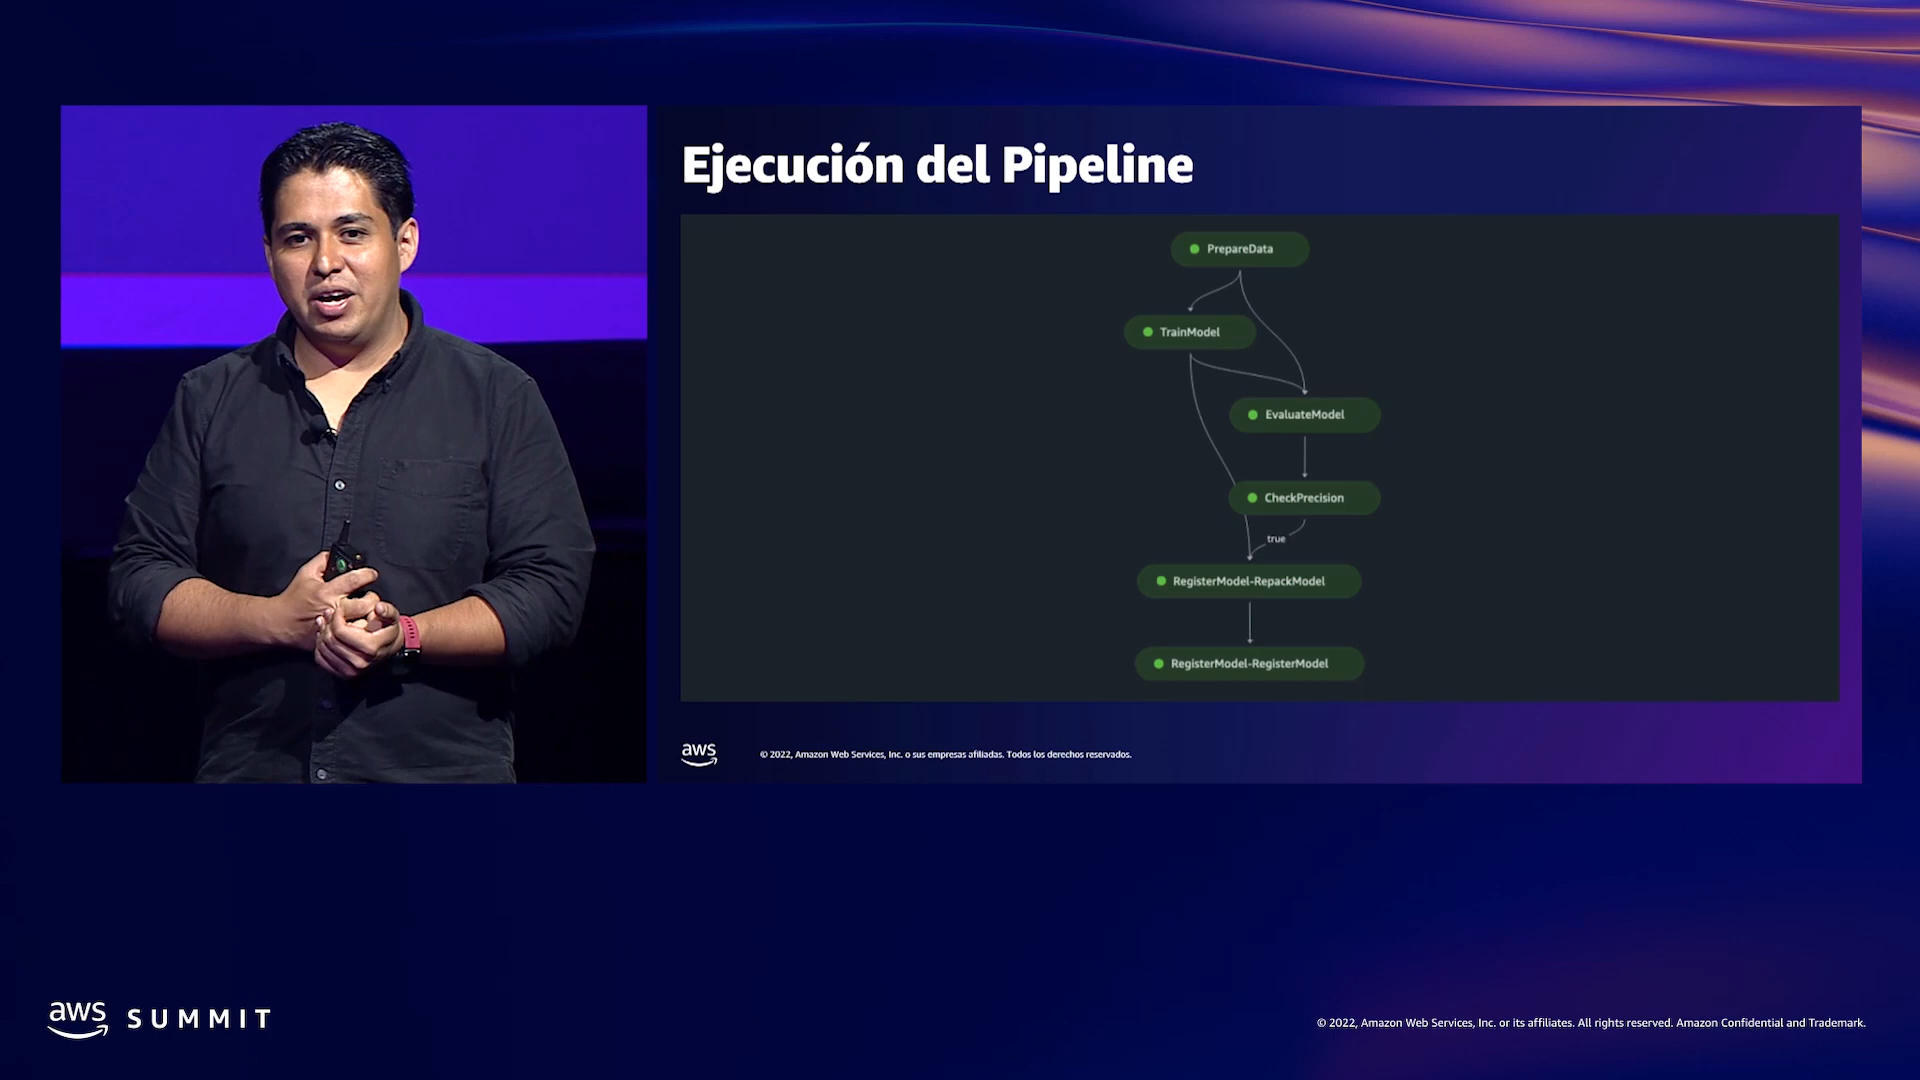 Ejecución del Pipeline
PrepareData
TrainModel
EvaluateModel
CheckPrecision
true
RegisterModel-RepackModel
RegisterModel-RegisterModel
aws
© 2022, Amazon Web Services, Inc. o sus empresas afiliadas. Todos los derechos reservados.
aws SUMMIT
© 2022, Amazon Web Services, Inc. or its affiliates. All rights reserved. Amazon Confidential and Trademark.